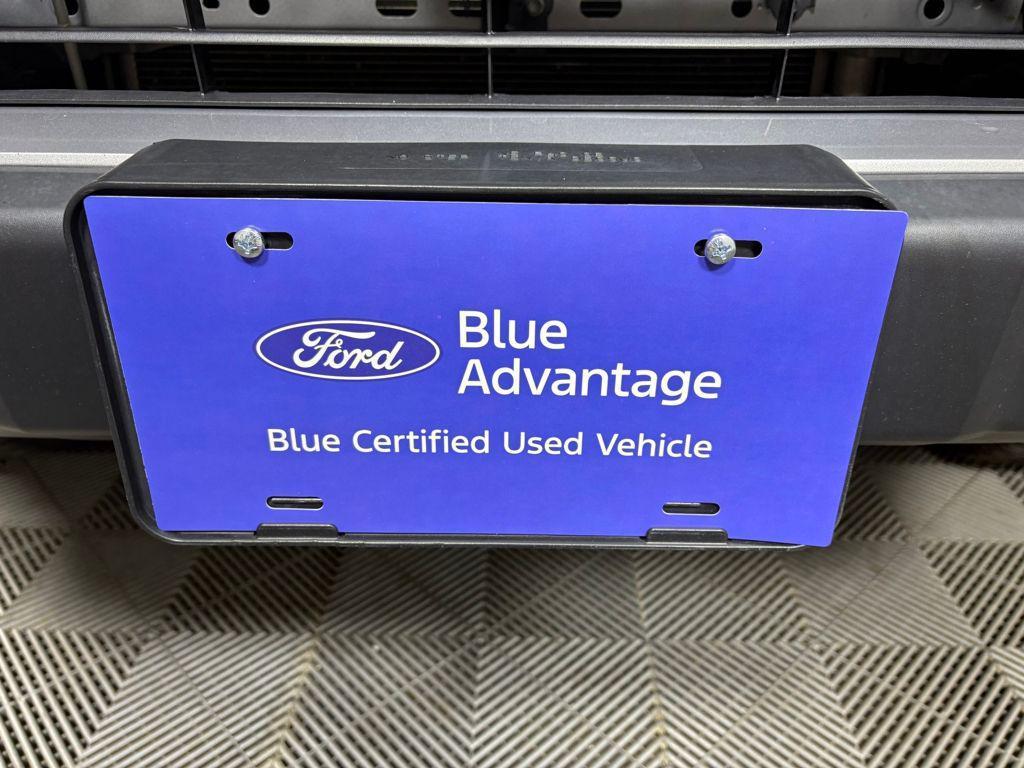 Ford
Blue
Advantage
Blue Certified Used Vehicle